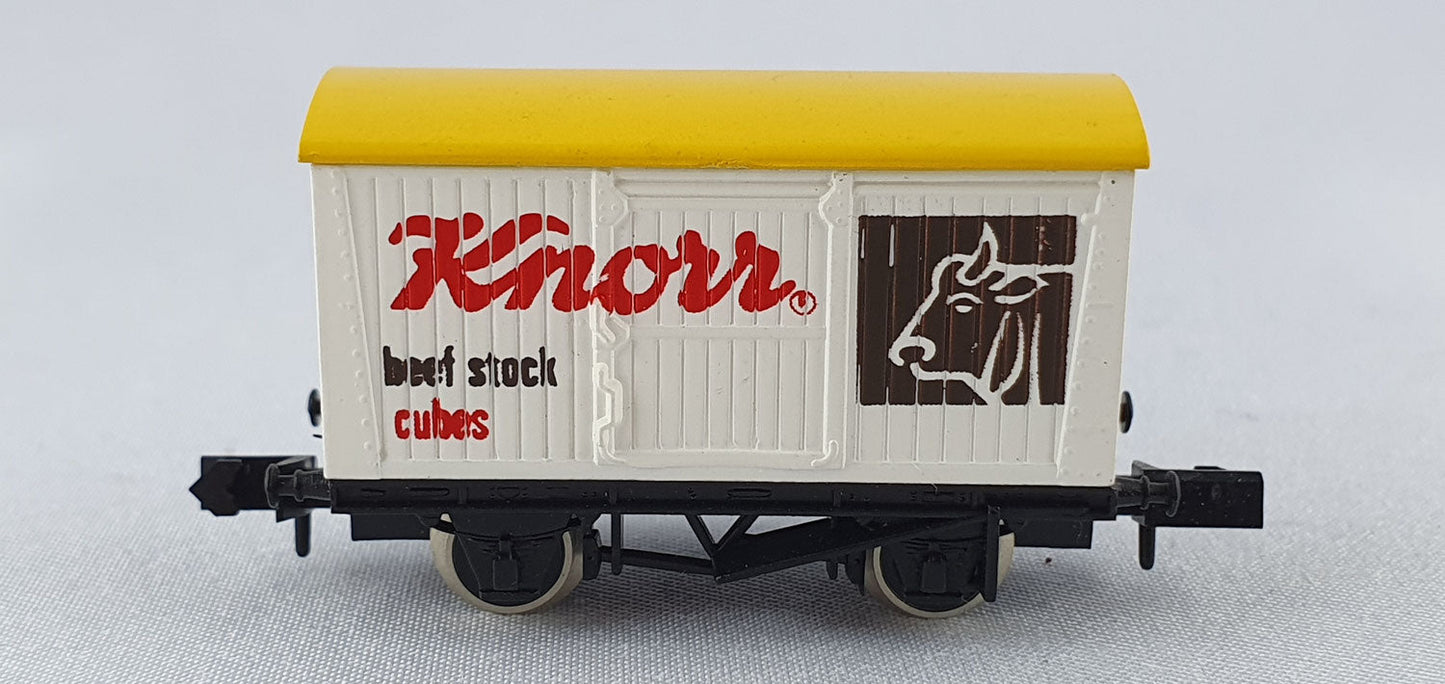 Knorr®
beef stock
cubes